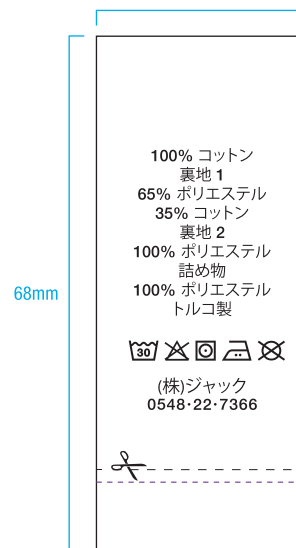 100% コットン
裏地 1
65% ポリエステル
35% コットン
裏地 2
100% ポリエステル
詰め物
100% ポリエステル
トルコ製
68mm
30
(株)ジャック
0548･22･7366